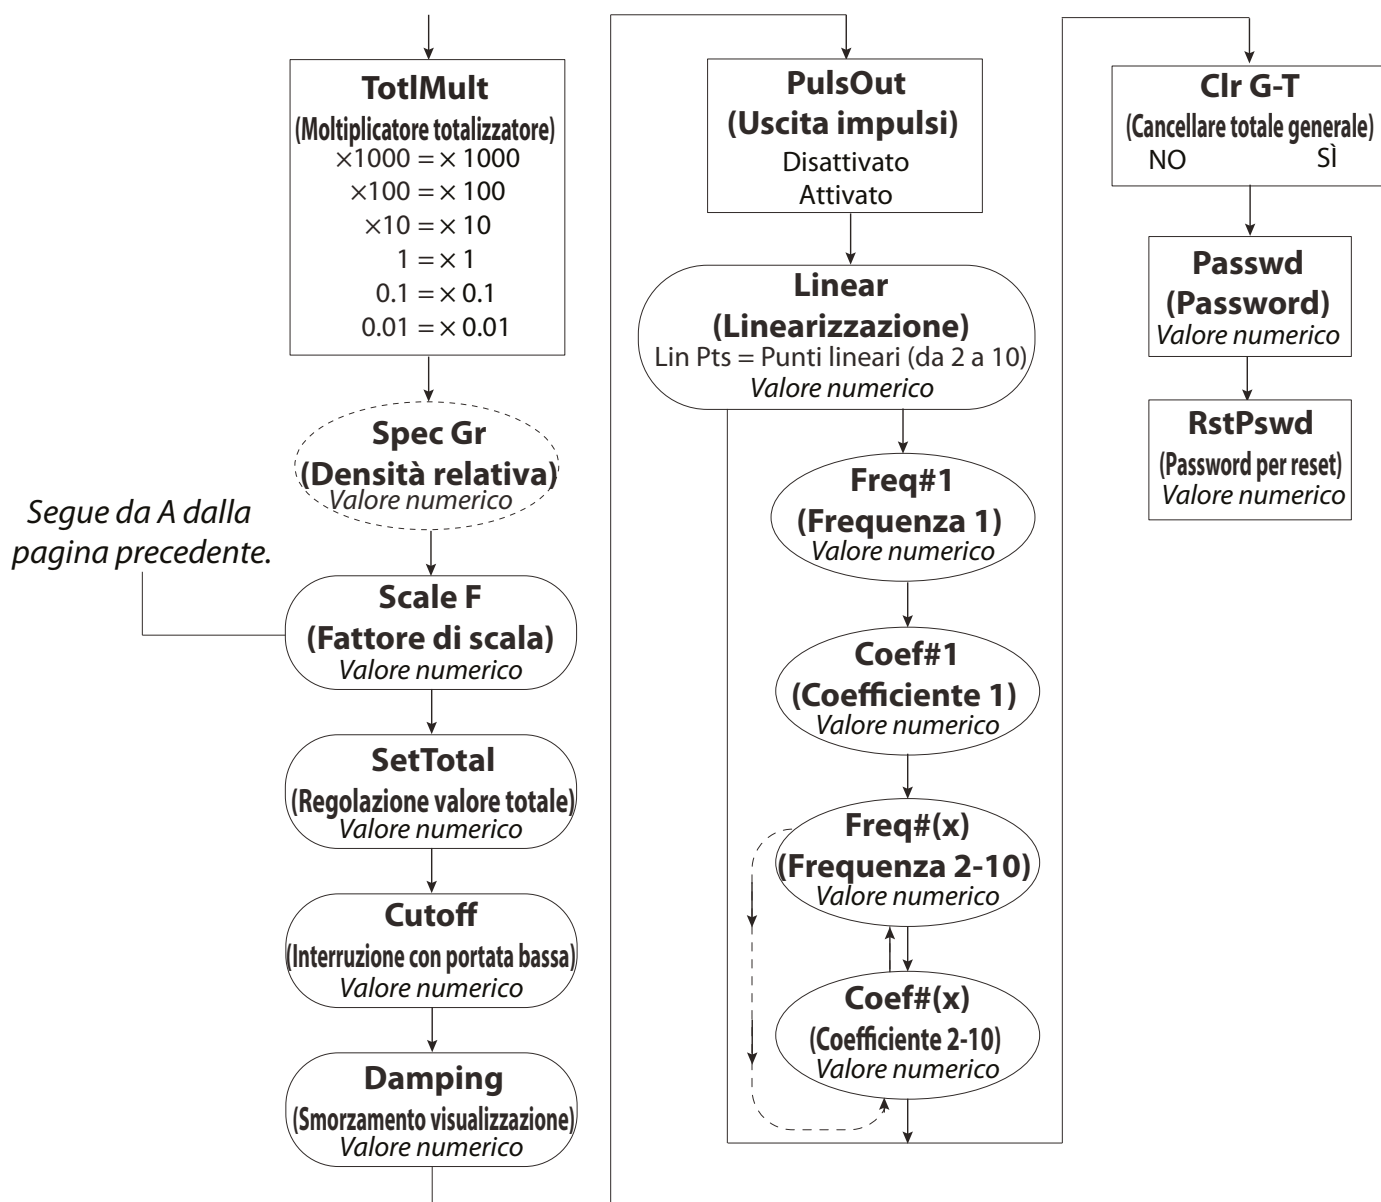 TotlMult
(Moltiplicatore totalizzatore)
×1000 = × 1000
×100 = × 100
×10 = × 10
1 = × 1
0.1 = × 0.1
0.01 = × 0.01
Spec Gr
(Densità relativa)
Valore numerico
Segue da A dalla
pagina precedente.
Scale F
(Fattore di scala)
Valore numerico
SetTotal
(Regolazione valore totale)
Valore numerico
Cutoff
(Interruzione con portata bassa)
Valore numerico
Damping
(Smorzamento visualizzazione)
Valore numerico
PulsOut
(Uscita impulsi)
Disattivato
Attivato
Linear
(Linearizzazione)
Lin Pts = Punti lineari (da 2 a 10)
Valore numerico
Freq#1
(Frequenza 1)
Valore numerico
Coef#1
(Coefficiente 1)
Valore numerico
Freq#(x)
(Frequenza 2-10)
Valore numerico
Coef#(x)
(Coefficiente 2-10)
Valore numerico
Clr G-T
(Cancellare totale generale)
NO SÌ
Passwd
(Password)
Valore numerico
RstPswd
(Password per reset)
Valore numerico